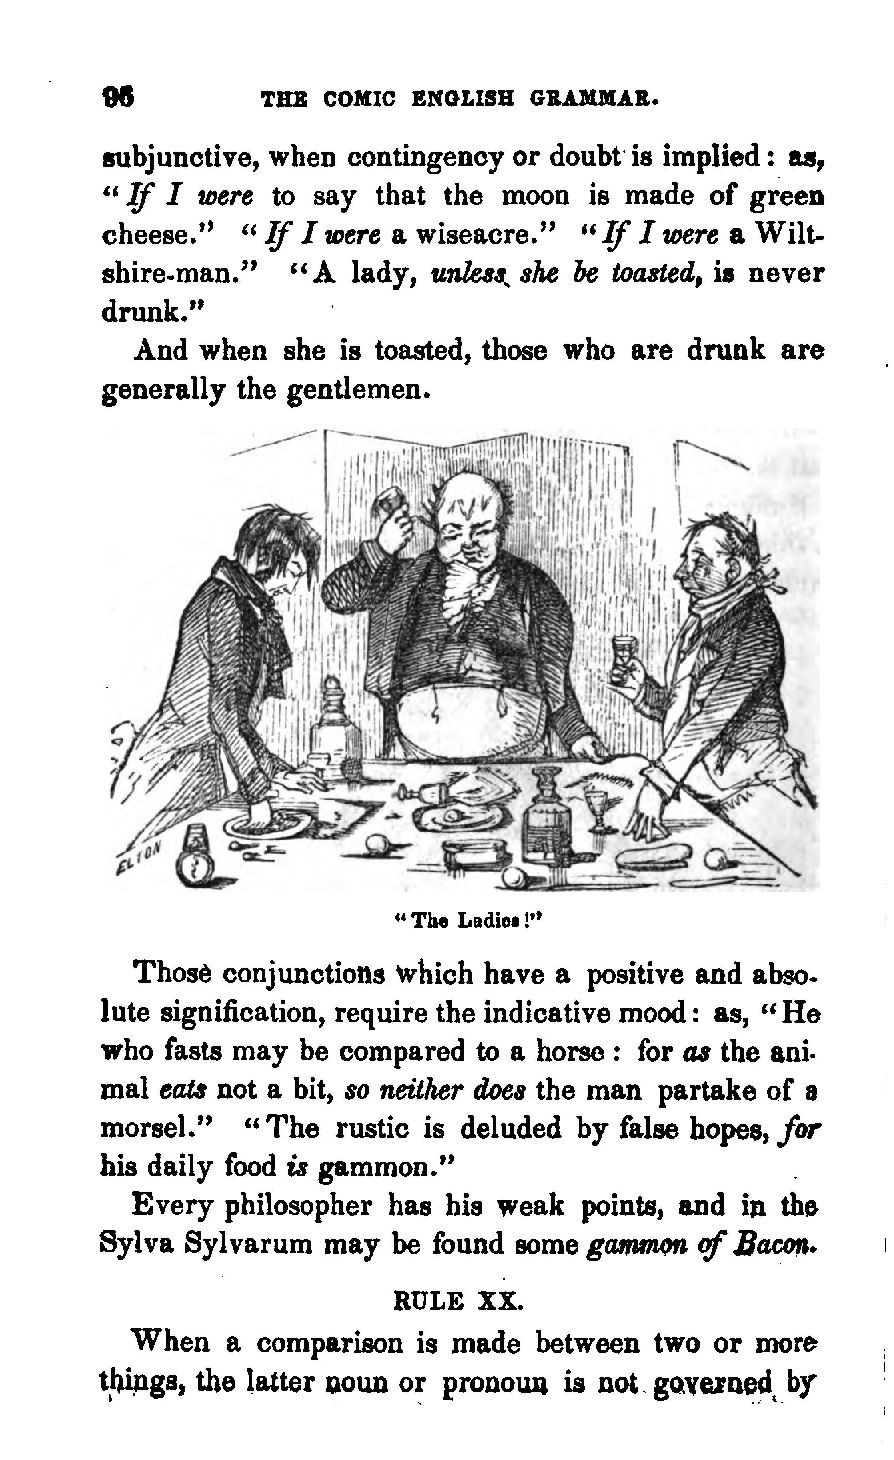 96 THE COMIC ENGLISH GRAMMAR.
subjunctive, when contingency or doubt is implied : as,
“ If I were to say that the moon is made of green
cheese.” “ If I were a wiseacre.” “ If I were a Wilt-
shire-man.” “ A lady, unless she be toasted, is never
drunk.”
And when she is toasted, those who are drunk are
generally the gentlemen.
ELTON
“ The Ladies !”
Those conjunctions which have a positive and abso-
lute signification, require the indicative mood : as, “ He
who fasts may be compared to a horse : for as the ani-
mal eats not a bit, so neither does the man partake of a
morsel.” “ The rustic is deluded by false hopes, for
his daily food is gammon.”
Every philosopher has his weak points, and in the
Sylva Sylvarum may be found some gammon of Bacon.
RULE XX.
When a comparison is made between two or more
things, the latter noun or pronoun is not governed by